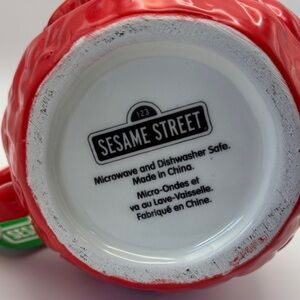 123
SESAME STREET
Microwave and Dishwasher Safe.
Made in China.
Micro-Ondes et
va au Lave-Vaisselle.
Fabriqué en Chine.